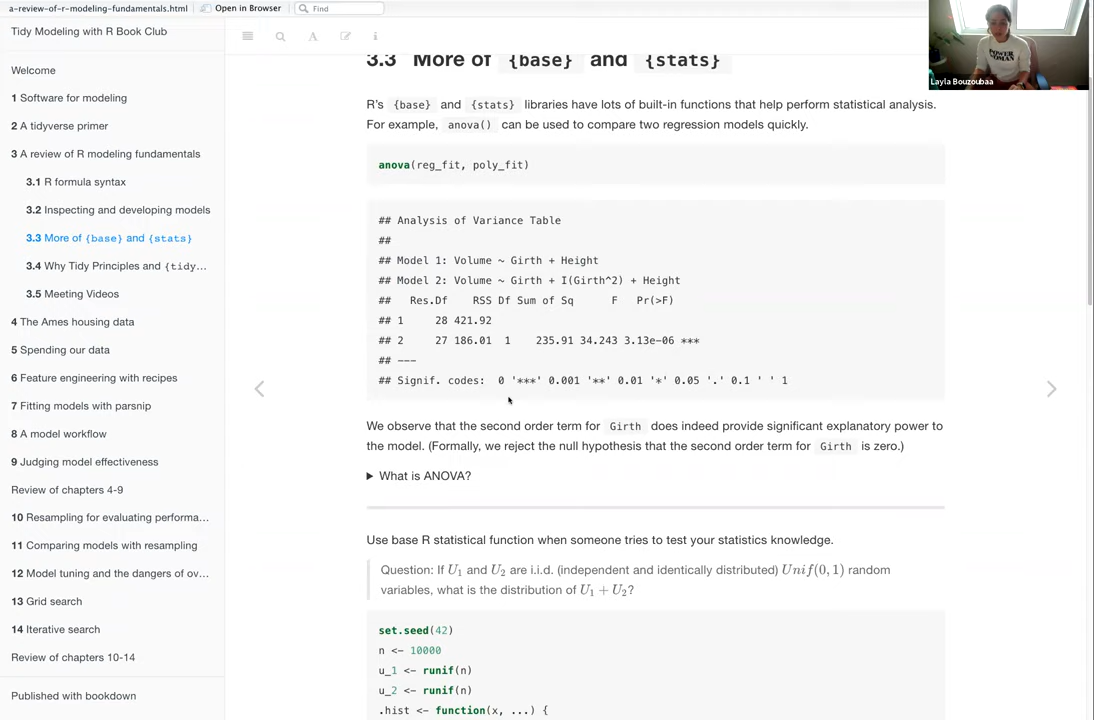 a-review-of-r-modeling-fundamentals.html
Open in Browser
Find
Tidy Modeling with R Book Club
Welcome
1 Software for modeling
2 A tidyverse primer
3 A review of R modeling fundamentals
3.1 R formula syntax
3.2 Inspecting and developing models
3.3 More of {base} and {stats}
3.4 Why Tidy Principles and {tidy…
3.5 Meeting Videos
4 The Ames housing data
5 Spending our data
6 Feature engineering with recipes
7 Fitting models with parsnip
8 A model workflow
9 Judging model effectiveness
Review of chapters 4-9
10 Resampling for evaluating performa…
11 Comparing models with resampling
12 Model tuning and the dangers of ov…
13 Grid search
14 Iterative search
Review of chapters 10-14
Published with bookdown
A
i
3.3 More of {base} and {stats}
R's {base} and {stats} libraries have lots of built-in functions that help perform statistical analysis.
For example, anova() can be used to compare two regression models quickly.
anova(reg_fit, poly_fit)
## Analysis of Variance Table
##
## Model 1: Volume ~ Girth + Height
## Model 2: Volume ~ Girth + I(Girth^2) + Height
##   Res.Df    RSS Df Sum of Sq      F   Pr(>F)
## 1     28 421.92
## 2     27 186.01  1    235.91 34.243 3.13e-06 ***
## ---
## Signif. codes:  0 '***' 0.001 '**' 0.01 '*' 0.05 '.' 0.1 ' ' 1
We observe that the second order term for Girth does indeed provide significant explanatory power to
the model. (Formally, we reject the null hypothesis that the second order term for Girth is zero.)
What is ANOVA?
Use base R statistical function when someone tries to test your statistics knowledge.
Question: If U₁ and U₂ are i.i.d. (independent and identically distributed) Unif(0, 1) random
variables, what is the distribution of U₁ + U₂?
set.seed(42)
n <- 10000
u_1 <- runif(n)
u_2 <- runif(n)
.hist <- function(x, ...) {
POWER
WOMAN
Layla Bouzoubaa